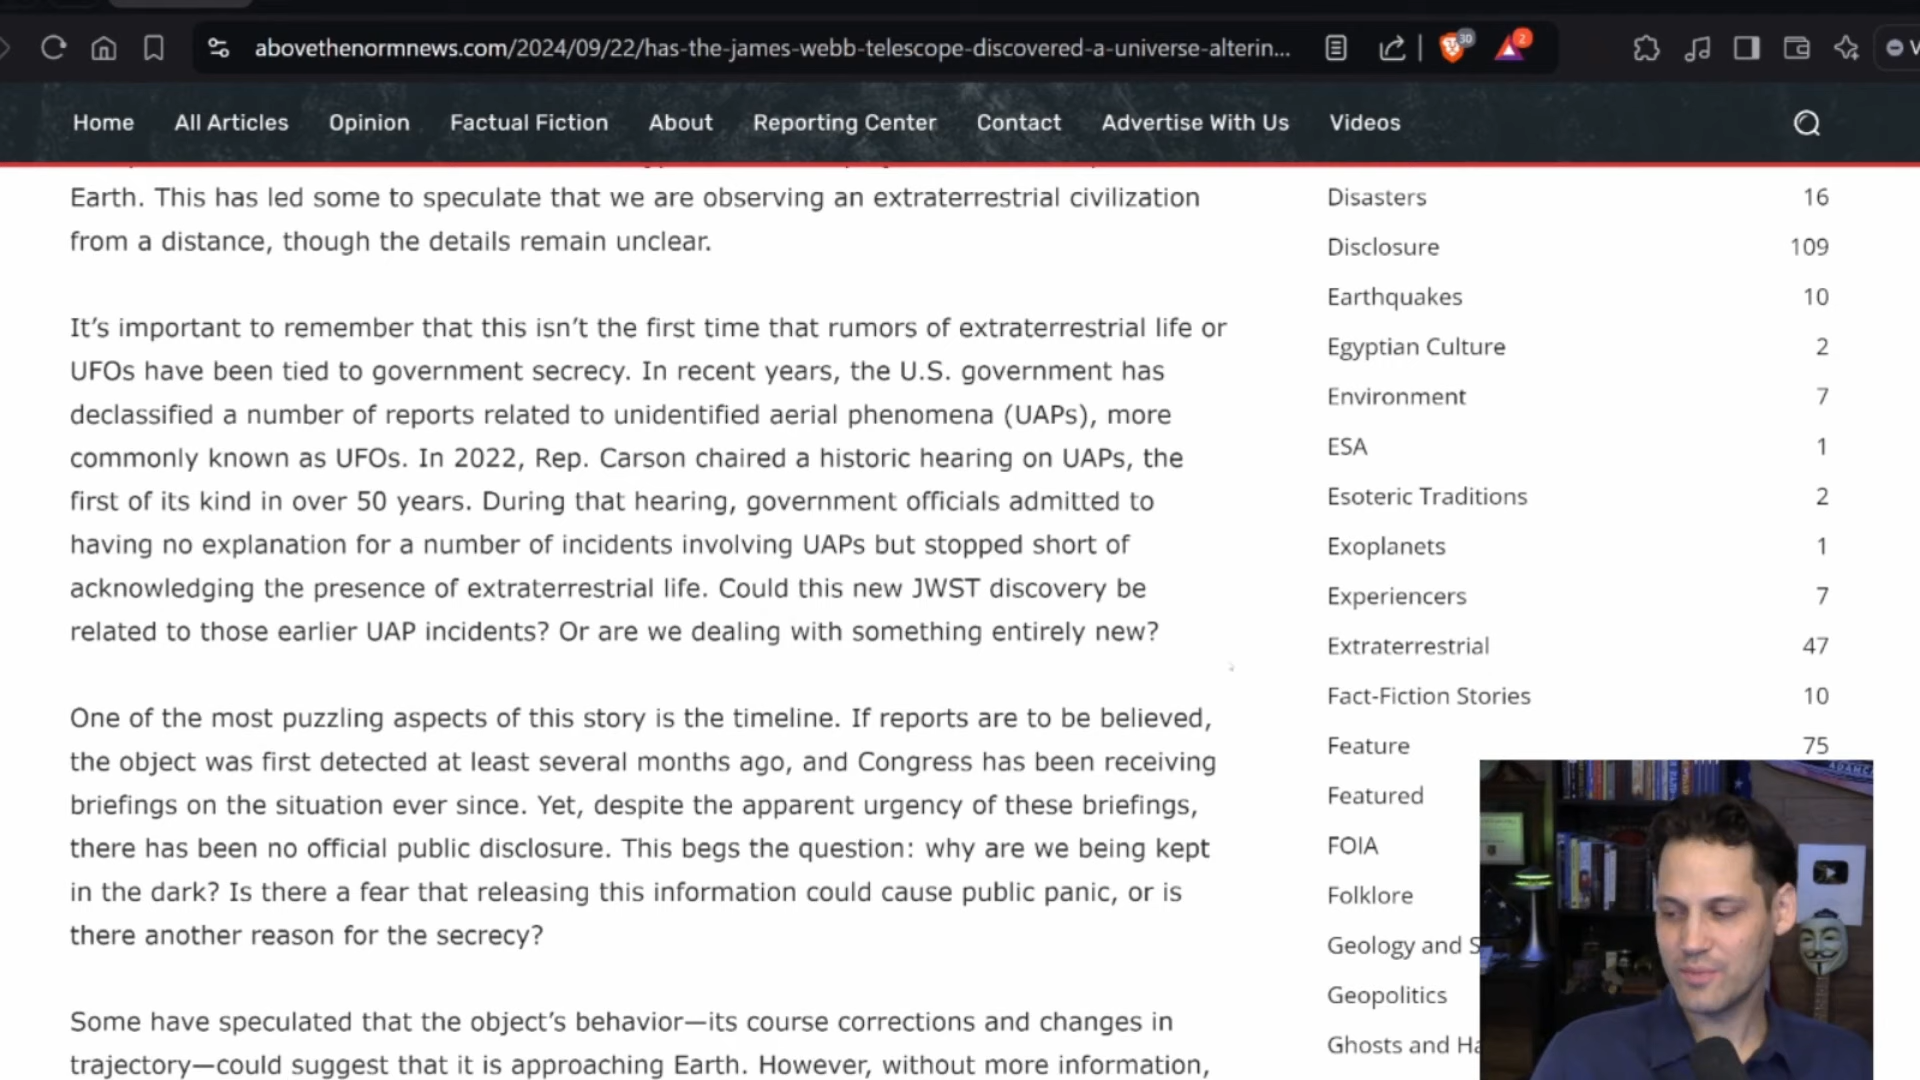 abovethenormnews.com/2024/09/22/has-the-james-webb-telescope-discovered-a-universe-alterin...
30
2
Home
All Articles
Opinion
Factual Fiction
About
Reporting Center
Contact
Advertise With Us
Videos
Earth. This has led some to speculate that we are observing an extraterrestrial civilization
from a distance, though the details remain unclear.
It’s important to remember that this isn’t the first time that rumors of extraterrestrial life or
UFOs have been tied to government secrecy. In recent years, the U.S. government has
declassified a number of reports related to unidentified aerial phenomena (UAPs), more
commonly known as UFOs. In 2022, Rep. Carson chaired a historic hearing on UAPs, the
first of its kind in over 50 years. During that hearing, government officials admitted to
having no explanation for a number of incidents involving UAPs but stopped short of
acknowledging the presence of extraterrestrial life. Could this new JWST discovery be
related to those earlier UAP incidents? Or are we dealing with something entirely new?
One of the most puzzling aspects of this story is the timeline. If reports are to be believed,
the object was first detected at least several months ago, and Congress has been receiving
briefings on the situation ever since. Yet, despite the apparent urgency of these briefings,
there has been no official public disclosure. This begs the question: why are we being kept
in the dark? Is there a fear that releasing this information could cause public panic, or is
there another reason for the secrecy?
Some have speculated that the object’s behavior—its course corrections and changes in
trajectory—could suggest that it is approaching Earth. However, without more information,
Disasters 16
Disclosure 109
Earthquakes 10
Egyptian Culture 2
Environment 7
ESA 1
Esoteric Traditions 2
Exoplanets 1
Experiencers 7
Extraterrestrial 47
Fact-Fiction Stories 10
Feature 75
Featured
FOIA
Folklore
Geology and S
Geopolitics
Ghosts and Ha